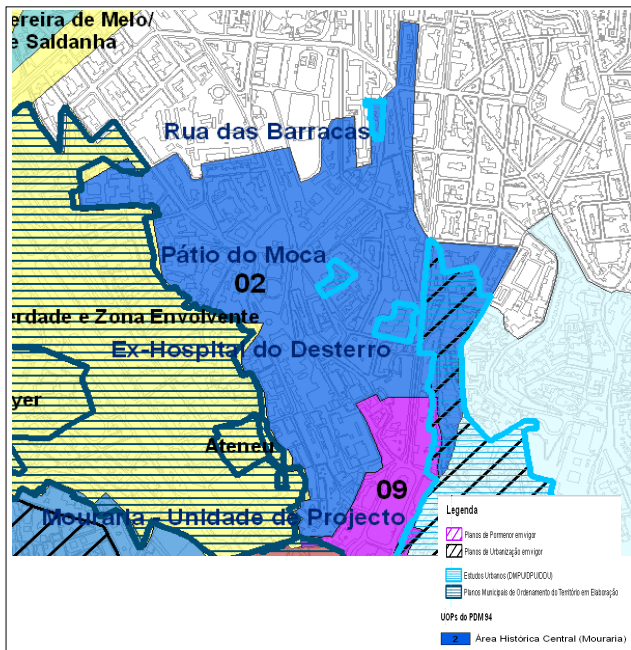 ereira de Melo/
e Saldanha
Rua das Barracas
Pátio do Moca
02
erdade e Zona Envolvente
Ex-Hospital do Desterro
yer
Ateneu
09
Mouraria - Unidade de Projecto
Legenda
Planos de Pormenor em vigor
Planos de Urbanização em vigor
Estudos Urbanos (DMPU/DPU/DDU)
Planos Municipais de Ordenamento do Território em Elaboração
UOPs do PDM 94
2 Área Histórica Central (Mouraria)